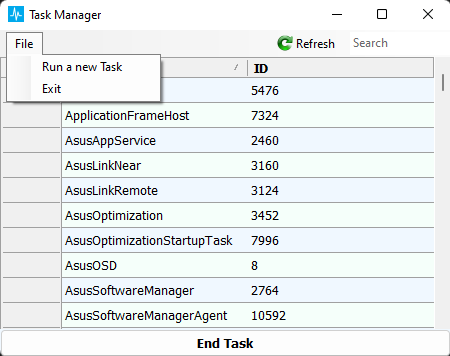 Task Manager
File
Refresh
Search
Run a new Task
Exit
ID
5476
ApplicationFrameHost 7324
AsusAppService 2460
AsusLinkNear 3160
AsusLinkRemote 3124
AsusOptimization 3452
AsusOptimizationStartupTask 7996
AsusOSD 8
AsusSoftwareManager 2764
AsusSoftwareManagerAgent 10592
End Task